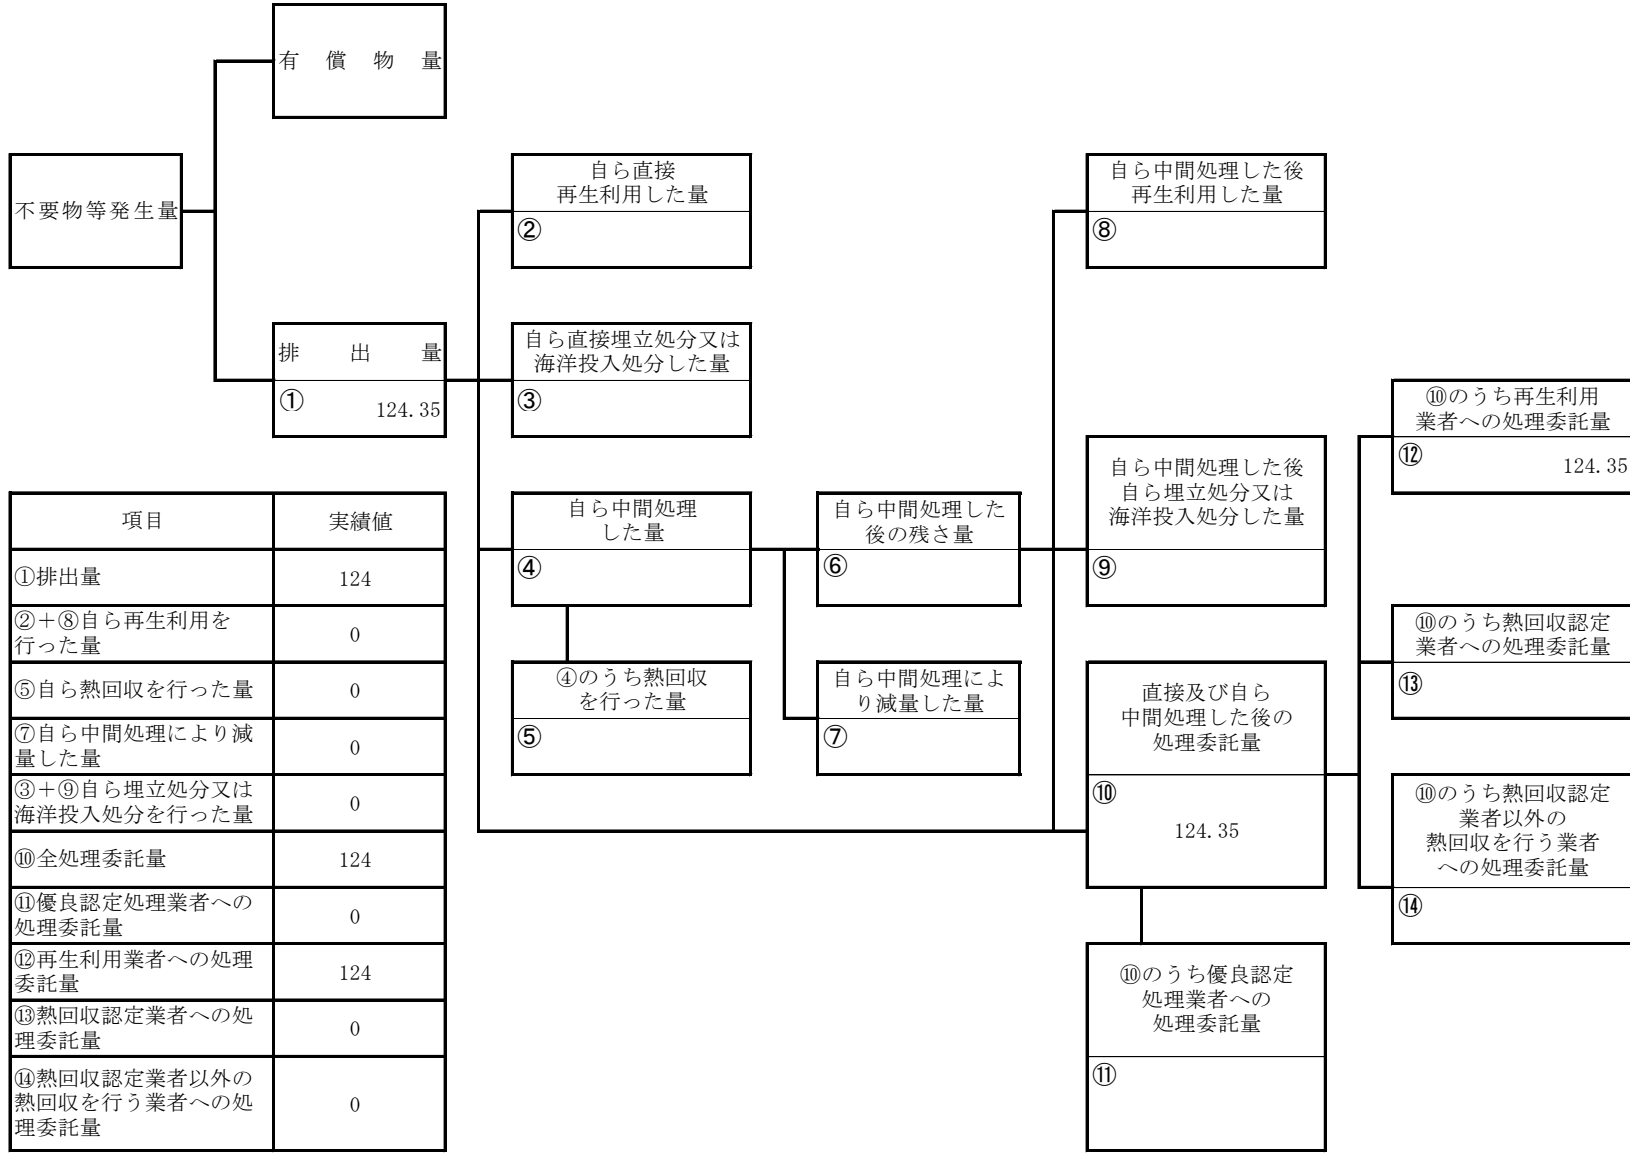 有償物量
不要物等発生量
排出量
① 124.35
自ら直接
再生利用した量
②
自ら直接埋立処分又は
海洋投入処分した量
③
自ら中間処理
した量
④
④のうち熱回収
を行った量
⑤
自ら中間処理した
後の残さ量
⑥
自ら中間処理によ
り減量した量
⑦
自ら中間処理した後
再生利用した量
⑧
自ら中間処理した後
自ら埋立処分又は
海洋投入処分した量
⑨
直接及び自ら
中間処理した後の
処理委託量
⑩
124.35
⑩のうち優良認定
処理業者への
処理委託量
⑪
⑩のうち再生利用
業者への処理委託量
⑫ 124.35
⑩のうち熱回収認定
業者への処理委託量
⑬
⑩のうち熱回収認定
業者以外の
熱回収を行う業者
への処理委託量
⑭
項目 実績値
①排出量 124
②+⑧自ら再生利用を
行った量 0
⑤自ら熱回収を行った量 0
⑦自ら中間処理により減
量した量 0
③+⑨自ら埋立処分又は
海洋投入処分を行った量 0
⑩全処理委託量 124
⑪優良認定処理業者への
処理委託量 0
⑫再生利用業者への処理
委託量 124
⑬熱回収認定業者への処
理委託量 0
⑭熱回収認定業者以外の
熱回収を行う業者への処
理委託量 0